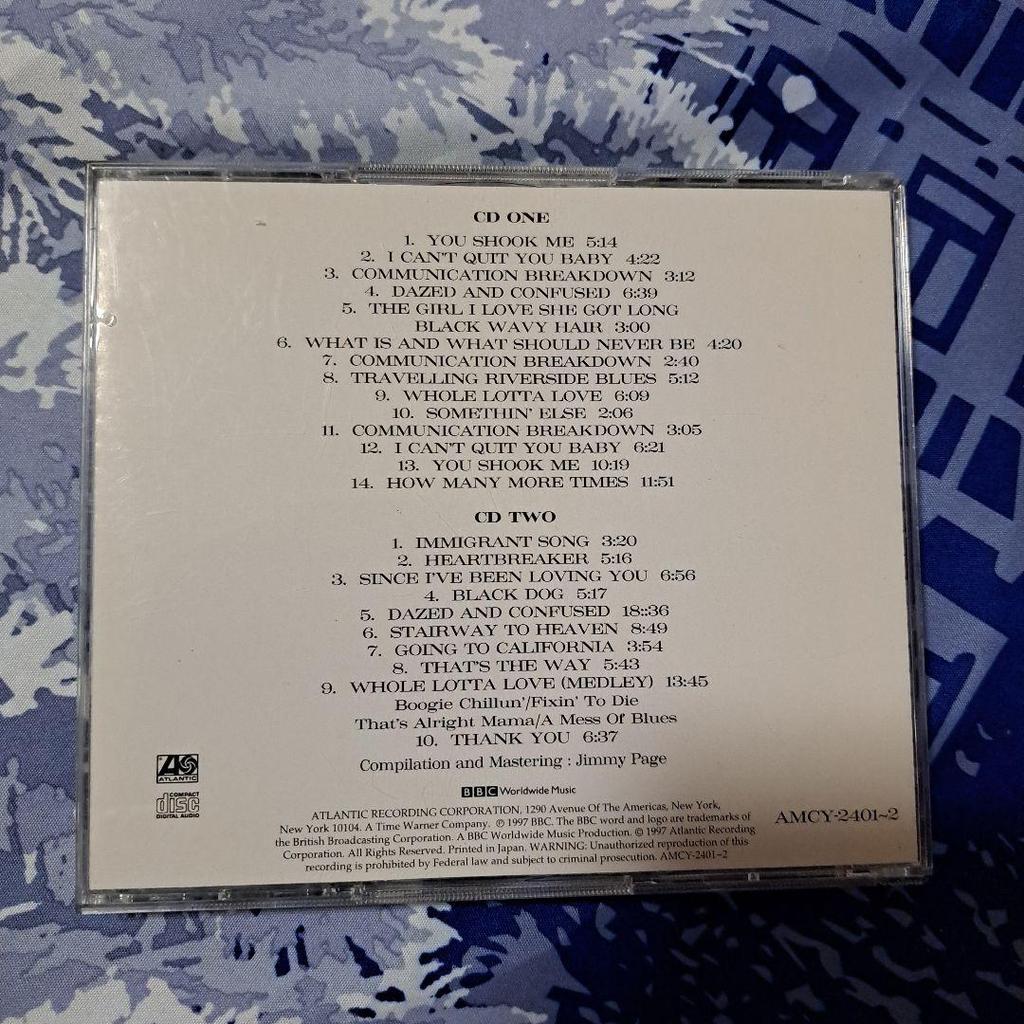 CD ONE
1. YOU SHOOK ME 5:14
2. I CAN'T QUIT YOU BABY 4:22
3. COMMUNICATION BREAKDOWN 3:12
4. DAZED AND CONFUSED 6:39
5. THE GIRL I LOVE SHE GOT LONG
BLACK WAVY HAIR 3:00
6. WHAT IS AND WHAT SHOULD NEVER BE 4:20
7. COMMUNICATION BREAKDOWN 2:40
8. TRAVELLING RIVERSIDE BLUES 5:12
9. WHOLE LOTTA LOVE 6:09
10. SOMETHIN' ELSE 2:06
11. COMMUNICATION BREAKDOWN 3:05
12. I CAN'T QUIT YOU BABY 6:21
13. YOU SHOOK ME 10:19
14. HOW MANY MORE TIMES 11:51
CD TWO
1. IMMIGRANT SONG 3:20
2. HEARTBREAKER 5:16
3. SINCE I'VE BEEN LOVING YOU 6:56
4. BLACK DOG 5:17
5. DAZED AND CONFUSED 18::36
6. STAIRWAY TO HEAVEN 8:49
7. GOING TO CALIFORNIA 3:54
8. THAT'S THE WAY 5:43
9. WHOLE LOTTA LOVE (MEDLEY) 13:45
Boogie Chillun'/Fixin' To Die
That's Alright Mama/A Mess Of Blues
10. THANK YOU 6:37
Compilation and Mastering : Jimmy Page
ATLANTIC
COMPACT
disc
DIGITAL AUDIO
BBC Worldwide Music
ATLANTIC RECORDING CORPORATION, 1290 Avenue Of The Americas, New York,
New York 10104. A Time Warner Company. ℗ 1997 BBC. The BBC word and logo are trademarks of
the British Broadcasting Corporation. A BBC Worldwide Music Production. © 1997 Atlantic Recording
Corporation. All Rights Reserved. Printed in Japan. WARNING: Unauthorized reproduction of this
recording is prohibited by Federal law and subject to criminal prosecution. AMCY-2401~2
AMCY-2401~2